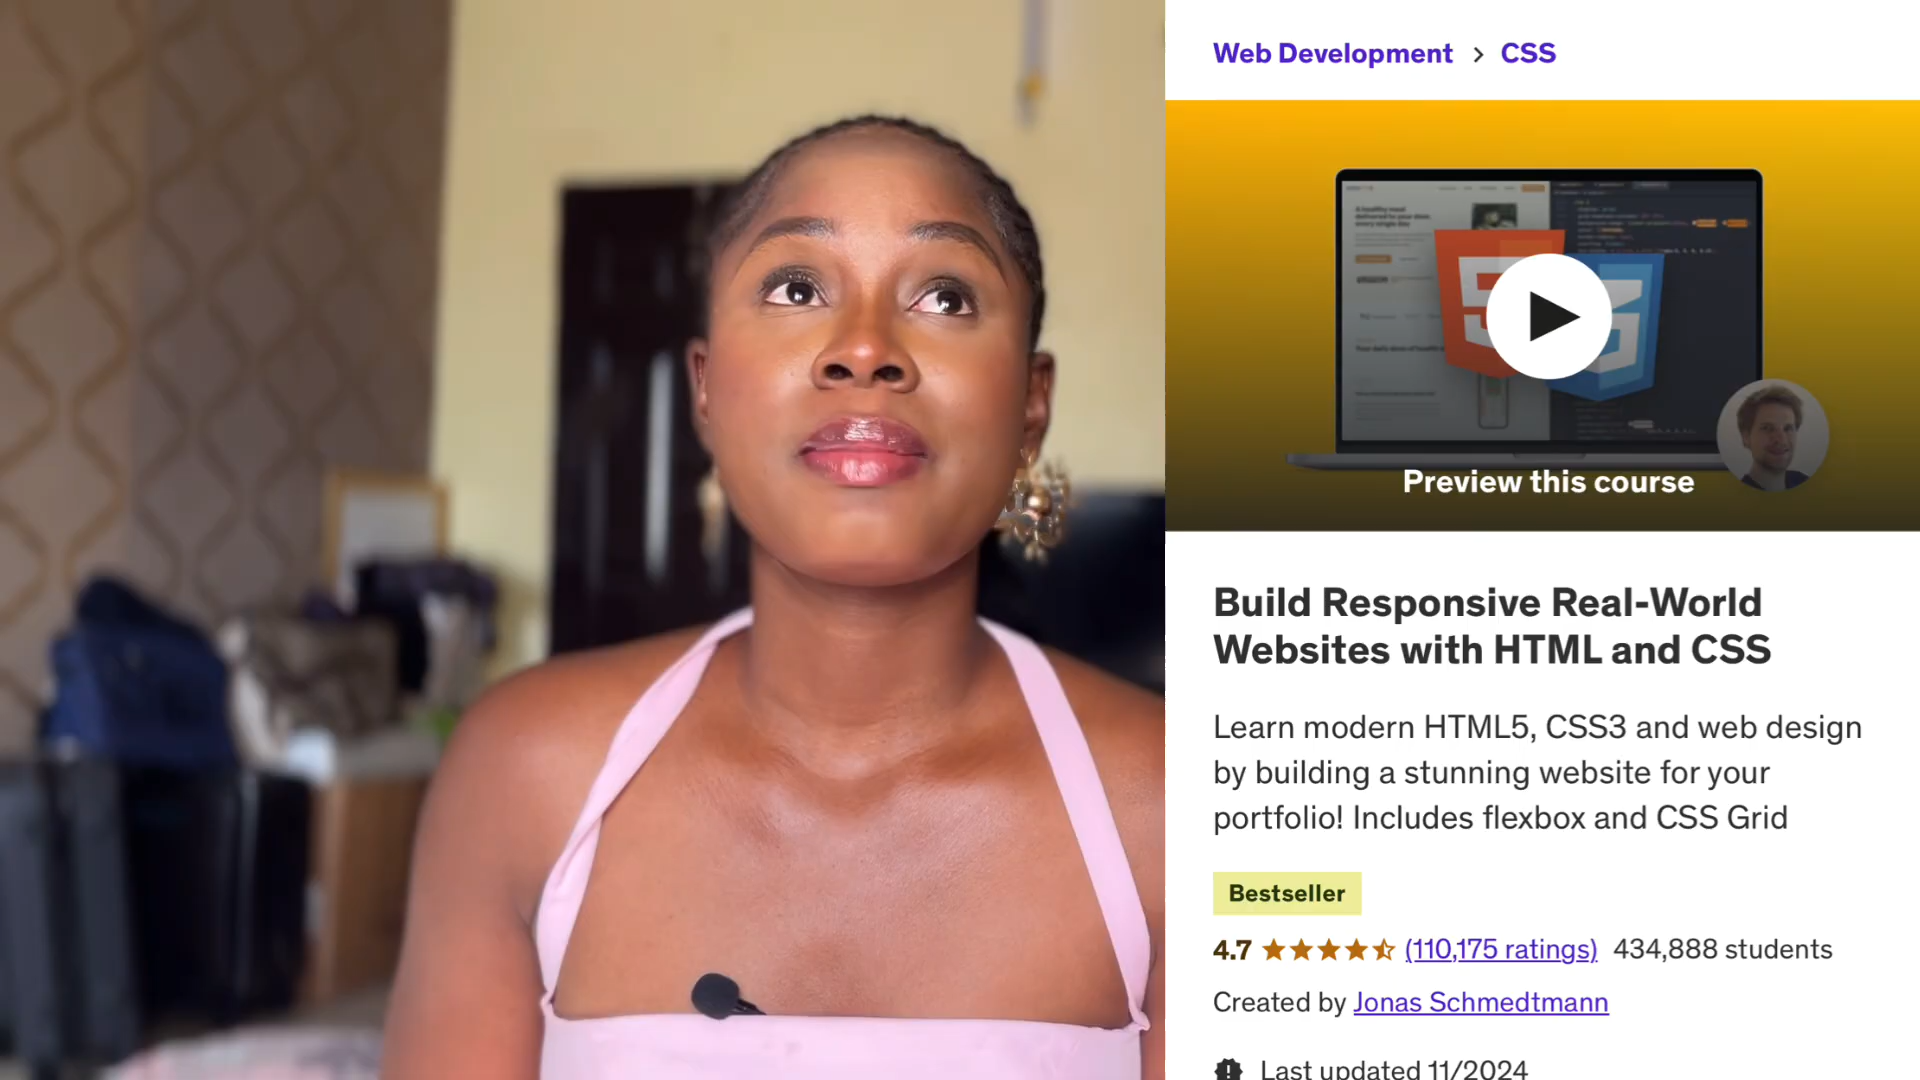 Web Development > CSS
Preview this course
Build Responsive Real-World
Websites with HTML and CSS
Learn modern HTML5, CSS3 and web design
by building a stunning website for your
portfolio! Includes flexbox and CSS Grid
Bestseller
4.7 (110,175 ratings) 434,888 students
Created by Jonas Schmedtmann
Last updated 11/2024